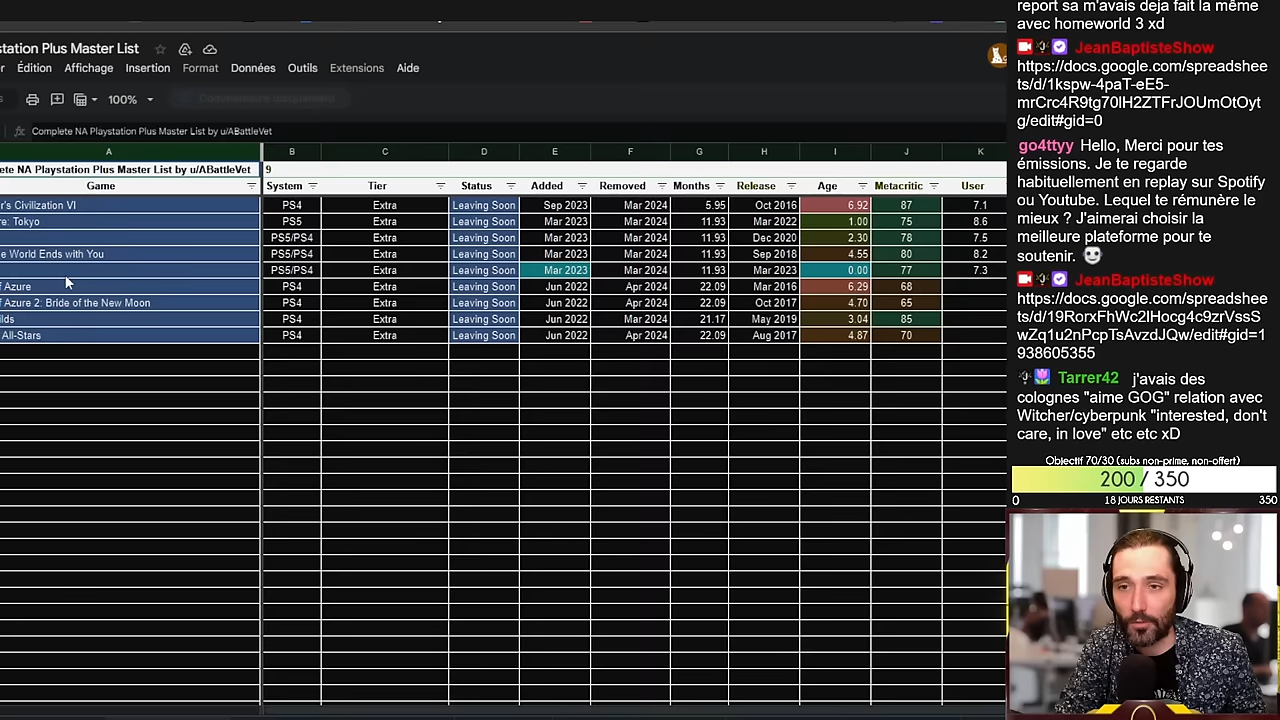 report sa m'avais deja fait la même
avec homeworld 3 xd
JeanBaptisteShow
https://docs.google.com/spreadshee
ts/d/1kspw-4paT-eE5-
mrCrc4R9tg70lH2ZTFrJOUmOtOyt
g/edit#gid=0
go4ttyy Hello, Merci pour tes
émissions. Je te regarde
habituellement en replay sur Spotify
ou Youtube. Lequel te rémunère le
mieux ? J'aimerai choisir la
meilleure plateforme pour te
soutenir.
JeanBaptisteShow
https://docs.google.com/spreadshee
ts/d/19RorxFhWc2lHocg4c9zrVssS
wZq1u2nPcpTsAvzdJQw/edit#gid=1
938605355
Tarrer42 j'avais des
colognes "aime GOG" relation avec
Witcher/cyberpunk "interested, don't
care, in love" etc etc xD
Objectif 70/30 (subs non-prime, non-offert)
200 / 350
0 18 JOURS RESTANTS 350
station Plus Master List
r Édition Affichage Insertion Format Données Outils Extensions Aide
s 100% Commentaire uniquement
fx Complete NA Playstation Plus Master List by u/ABattleVet
A B C D E F G H I J K
ete NA Playstation Plus Master List by u/ABattleVet 9
Game System Tier Status Added Removed Months Release Age Metacritic User
r's Civilization VI PS4 Extra Leaving Soon Sep 2023 Mar 2024 5.95 Oct 2016 6.92 87 7.1
re: Tokyo PS5 Extra Leaving Soon Mar 2023 Mar 2024 11.93 Mar 2022 1.00 75 8.6
PS5/PS4 Extra Leaving Soon Mar 2023 Mar 2024 11.93 Dec 2020 2.30 78 7.5
e World Ends with You PS5/PS4 Extra Leaving Soon Mar 2023 Mar 2024 11.93 Sep 2018 4.55 80 8.2
PS5/PS4 Extra Leaving Soon Mar 2023 Mar 2024 11.93 Mar 2023 0.00 77 7.3
f Azure PS4 Extra Leaving Soon Jun 2022 Apr 2024 22.09 Mar 2016 6.29 68
f Azure 2: Bride of the New Moon PS4 Extra Leaving Soon Jun 2022 Apr 2024 22.09 Oct 2017 4.70 65
ilds PS4 Extra Leaving Soon Jun 2022 Mar 2024 21.17 May 2019 3.04 85
All-Stars PS4 Extra Leaving Soon Jun 2022 Apr 2024 22.09 Aug 2017 4.87 70